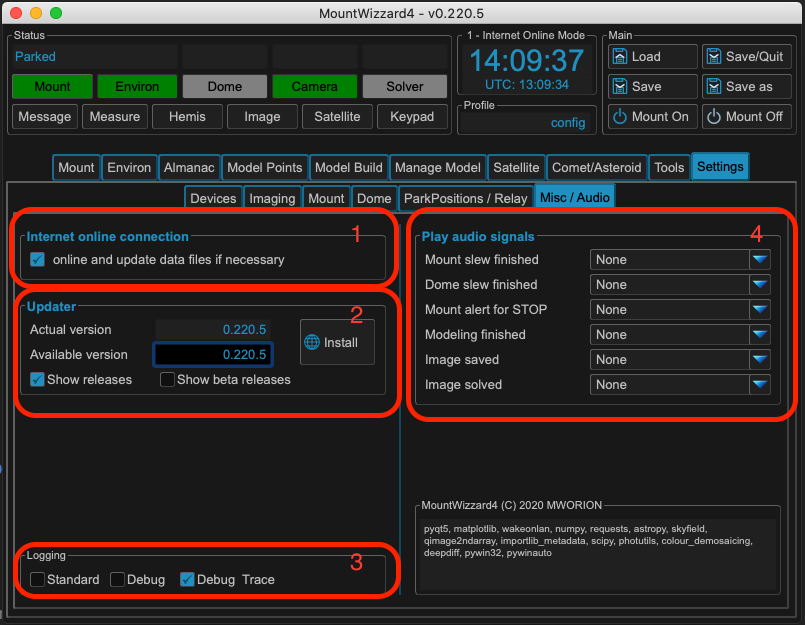 MountWizzard4 - v0.220.5
Status
Parked
Mount Environ Dome Camera Solver
Message Measure Hemis Image Satellite Keypad
1 - Internet Online Mode
14:09:37
UTC: 13:09:34
Profile
config
Main
Load Save/Quit
Save Save as
Mount On Mount Off
Mount Environ Almanac Model Points Model Build Manage Model Satellite Comet/Asteroid Tools Settings
Devices Imaging Mount Dome ParkPositions / Relay Misc / Audio
Internet online connection 1
online and update data files if necessary
Updater 2
Actual version 0.220.5
Available version 0.220.5
Install
Show releases Show beta releases
Logging 3
Standard Debug Debug Trace
Play audio signals 4
Mount slew finished None
Dome slew finished None
Mount alert for STOP None
Modeling finished None
Image saved None
Image solved None
MountWizzard4 (C) 2020 MWORION
pyqt5, matplotlib, wakeonlan, numpy, requests, astropy, skyfield,
qimage2ndarray, importlib_metadata, scipy, photutils, colour_demosaicing,
deepdiff, pywin32, pywinauto